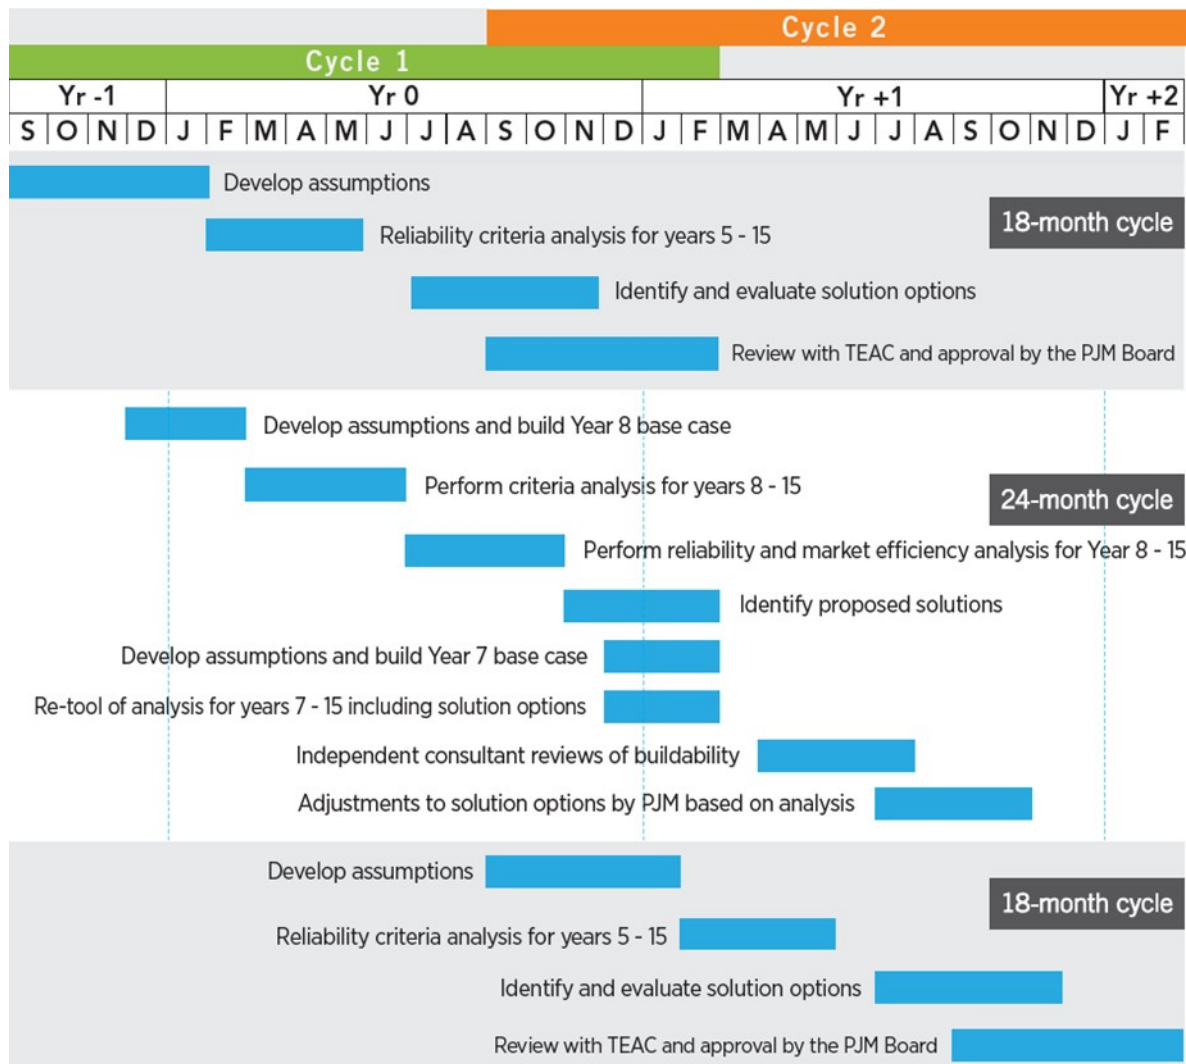 Cycle 2
Cycle 1
Yr -1 Yr 0 Yr +1 Yr +2
S O N D J F M A M J J A S O N D J F M A M J J A S O N D J F
Develop assumptions
18-month cycle
Reliability criteria analysis for years 5 - 15
Identify and evaluate solution options
Review with TEAC and approval by the PJM Board
Develop assumptions and build Year 8 base case
Perform criteria analysis for years 8 - 15
24-month cycle
Perform reliability and market efficiency analysis for Year 8 - 15
Identify proposed solutions
Develop assumptions and build Year 7 base case
Re-tool of analysis for years 7 - 15 including solution options
Independent consultant reviews of buildability
Adjustments to solution options by PJM based on analysis
Develop assumptions
18-month cycle
Reliability criteria analysis for years 5 - 15
Identify and evaluate solution options
Review with TEAC and approval by the PJM Board